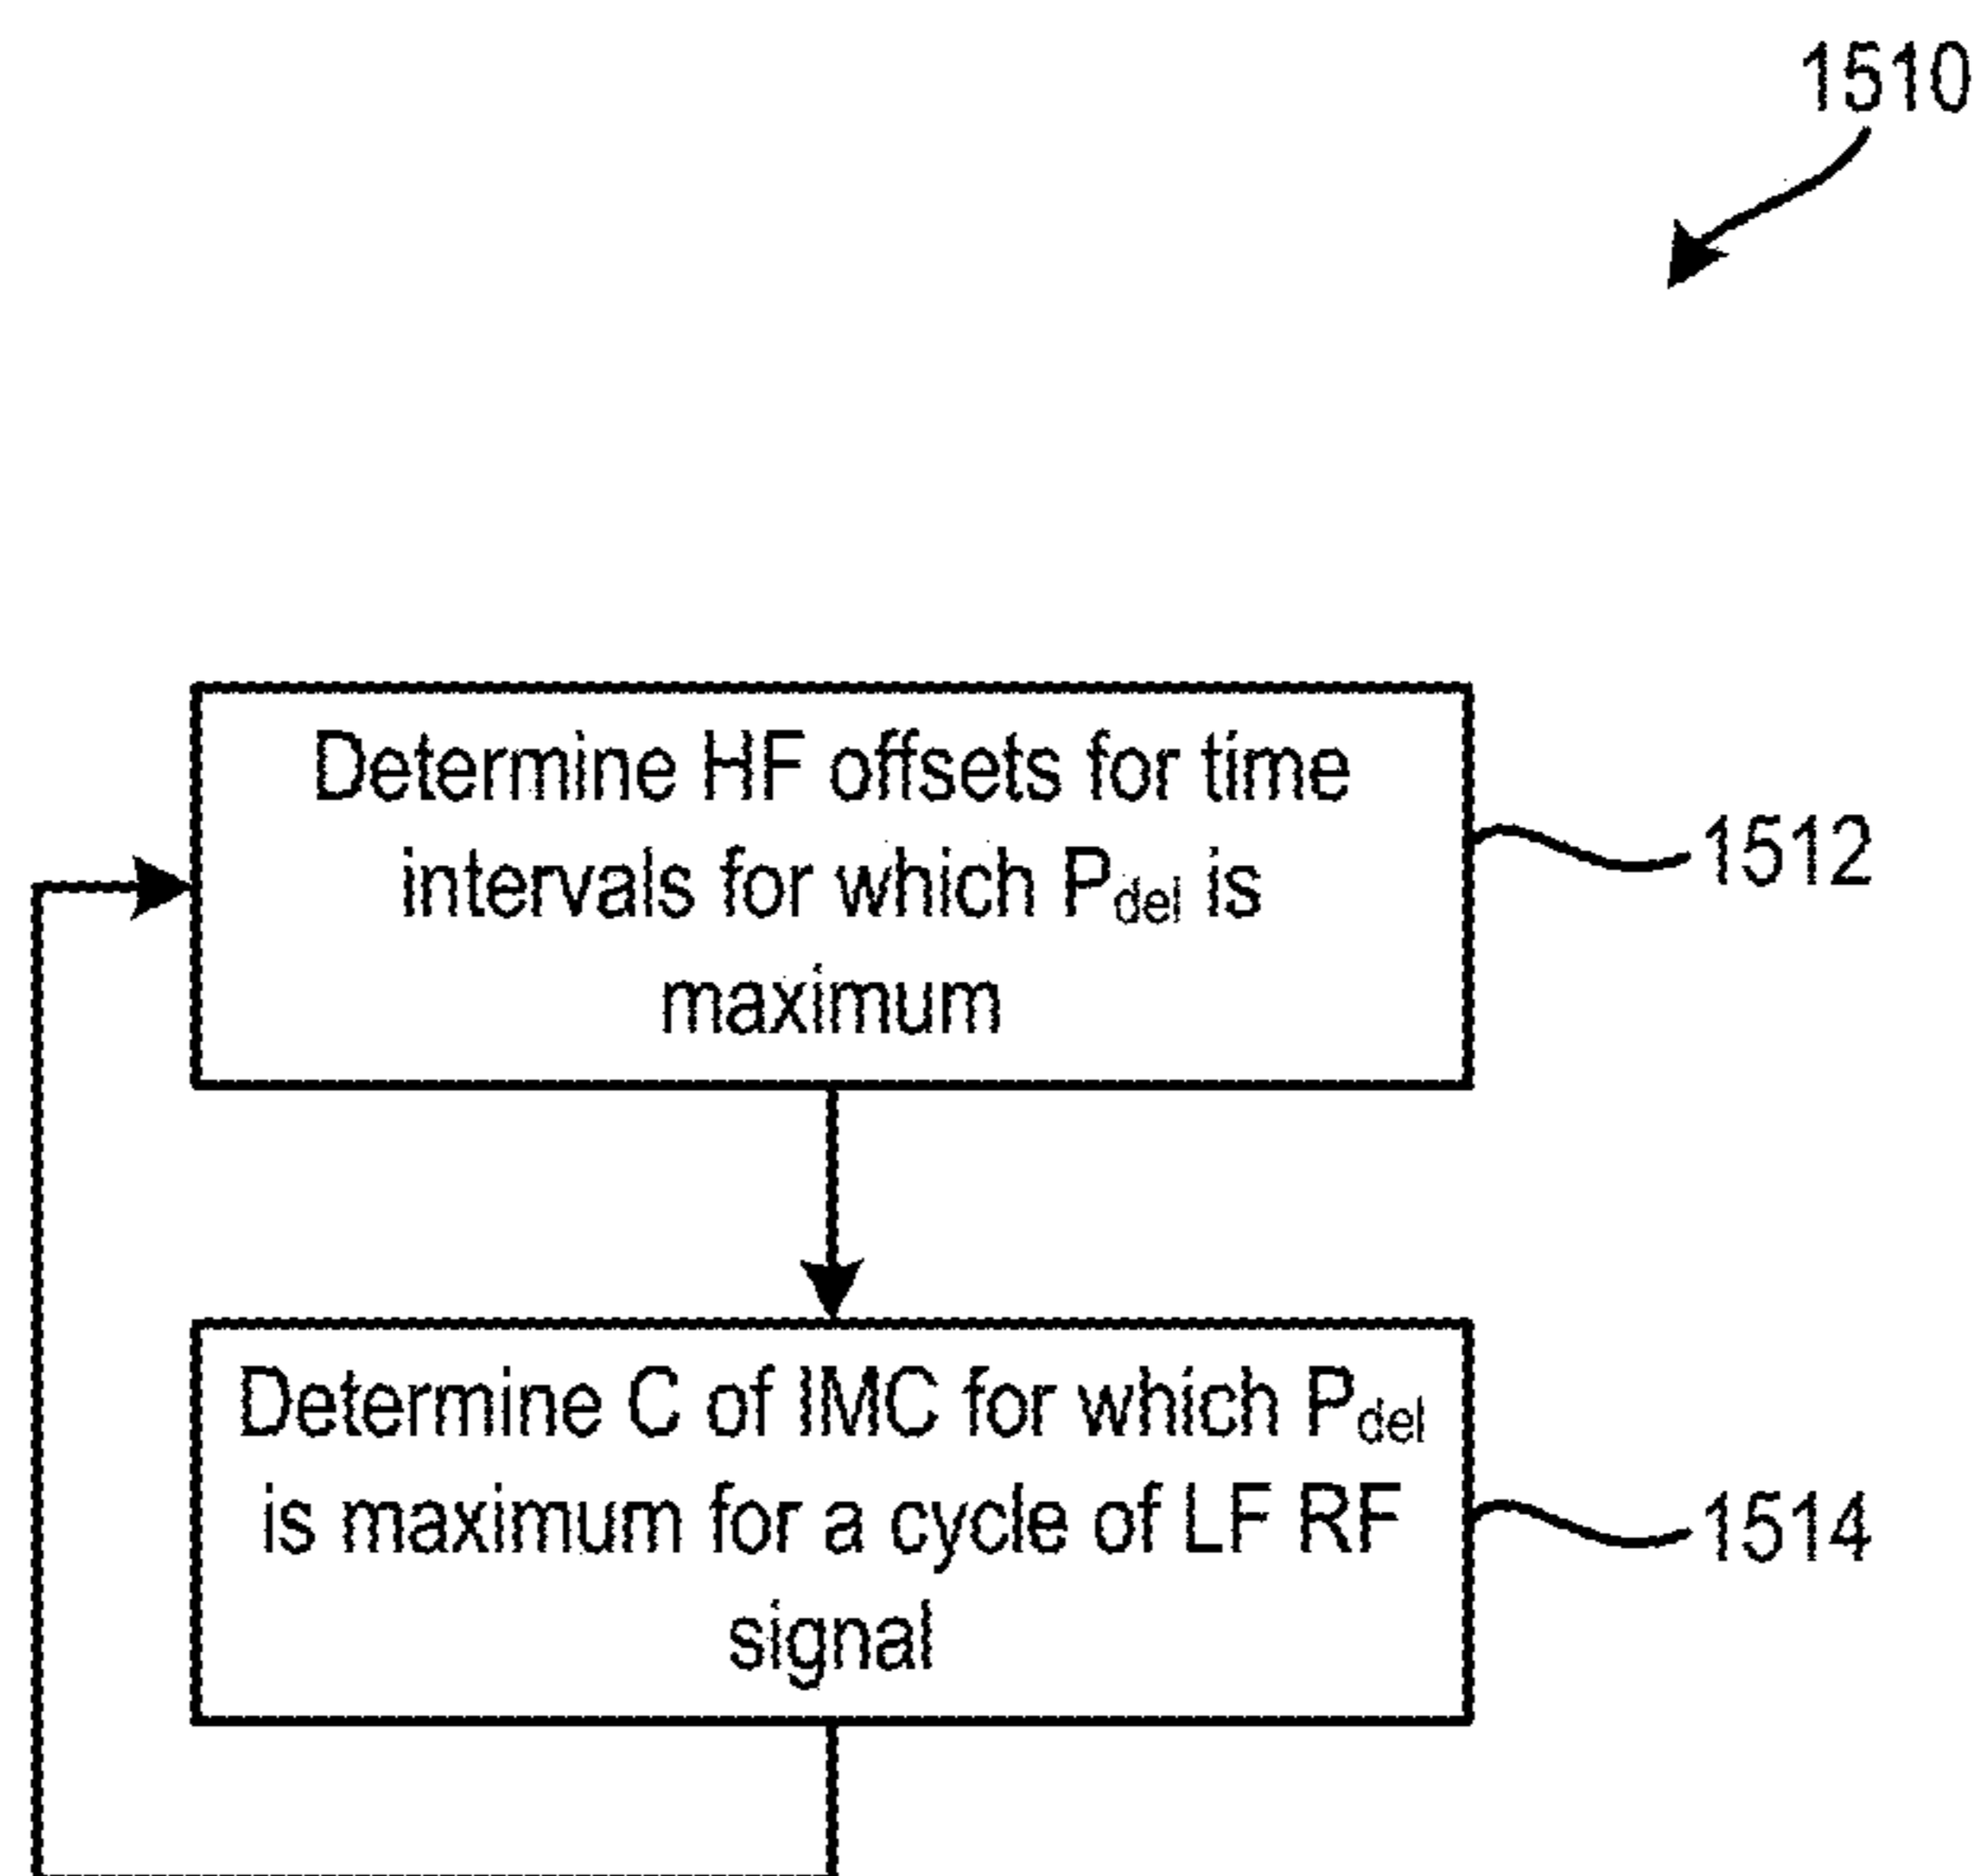 1510
Determine HF offsets for time
intervals for which Pdel is
maximum
1512
Determine C of IMC for which Pdel
is maximum for a cycle of LF RF
signal
1514